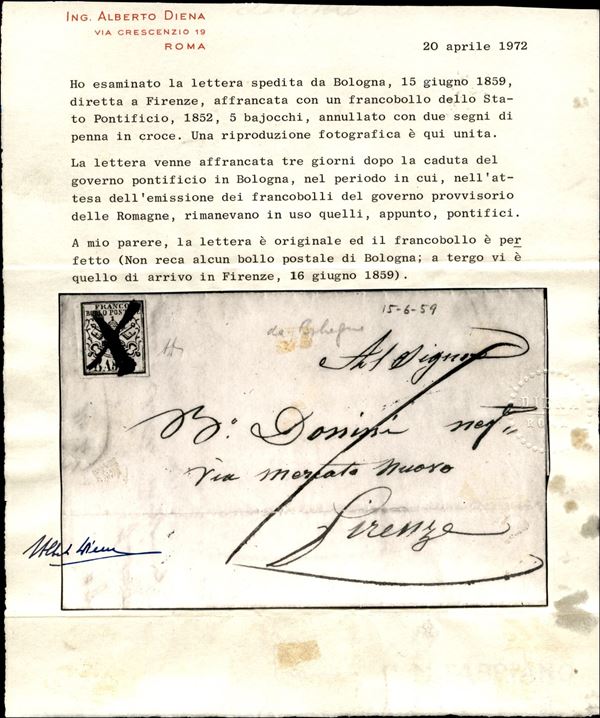 ING. ALBERTO DIENA
VIA CRESCENZIO 19
ROMA
20 aprile 1972
Ho esaminato la lettera spedita da Bologna, 15 giugno 1859,
diretta a Firenze, affrancata con un francobollo dello Sta-
to Pontificio, 1852, 5 bajocchi, annullato con due segni di
penna in croce. Una riproduzione fotografica è qui unita.
La lettera venne affrancata tre giorni dopo la caduta del
governo pontificio in Bologna, nel periodo in cui, nell'at-
tesa dell'emissione dei francobolli del governo provvisorio
delle Romagne, rimanevano in uso quelli, appunto, pontifici.
A mio parere, la lettera è originale ed il francobollo è per
fetto (Non reca alcun bollo postale di Bologna; a tergo vi è
quello di arrivo in Firenze, 16 giugno 1859).
FRANCO
BOLLO POST
15-6-59
da Bologna
Al Signor
Via Mercato Nuovo
Firenze